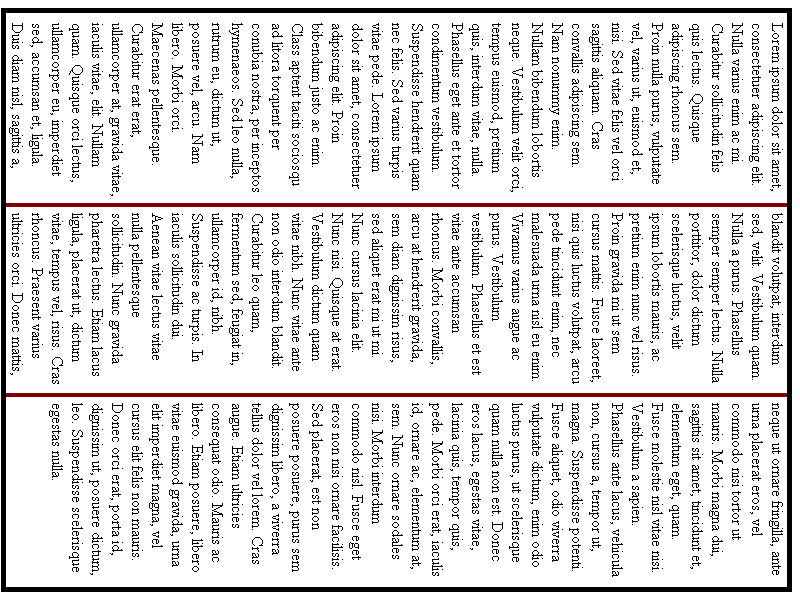 Lorem ipsum dolor sit amet,
consectetuer adipiscing elit.
Nulla varius enim ac mi.
Curabitur sollicitudin felis
quis lectus. Quisque
adipiscing rhoncus sem.
Proin nulla purus, vulputate
vel, varius ut, euismod et,
nisi. Sed vitae felis vel orci
sagittis aliquam. Cras
convallis adipiscing sem.
Nam nonummy enim.
Nullam bibendum lobortis
neque. Vestibulum velit orci,
tempus euismod, pretium
quis, interdum vitae, nulla.
Phasellus eget ante et tortor
condimentum vestibulum.
Suspendisse hendrerit quam
nec felis. Sed varius turpis
vitae pede. Lorem ipsum
dolor sit amet, consectetuer
adipiscing elit. Proin
bibendum justo ac enim.
Class aptent taciti sociosqu
ad litora torquent per
conubia nostra, per inceptos
hymenaeos. Sed leo nulla,
rutrum eu, dictum ut,
posuere vel, arcu. Nam
libero. Morbi orci.
Maecenas pellentesque.
Curabitur erat erat,
ullamcorper at, gravida vitae,
iaculis vitae, elit. Nullam
quam. Quisque orci lectus,
ullamcorper eu, imperdiet
sed, accumsan et, ligula.
Duis diam nisl, sagittis a,
blandit volutpat, interdum
sed, velit. Vestibulum quam.
Nulla a purus. Phasellus
semper semper lectus. Nulla
porttitor, dolor dictum
scelerisque luctus, velit
ipsum lobortis mauris, ac
pretium enim nunc vel risus.
Proin gravida mi ut sem
cursus mattis. Fusce laoreet,
nisi quis luctus volutpat, arcu
pede tincidunt enim, nec
malesuada urna nisl eu enim.
Vivamus varius augue ac
purus. Vestibulum
vestibulum. Phasellus et est
vitae ante accumsan
rhoncus. Morbi convallis,
arcu at hendrerit gravida,
sem diam dignissim risus,
sed aliquet erat mi ut mi.
Nunc cursus lacinia elit.
Nunc nisi. Quisque at erat.
Vestibulum dictum quam
vitae nibh. Nunc vitae ante
non odio interdum blandit.
Curabitur leo quam,
fermentum sed, feugiat in,
ullamcorper id, nibh.
Suspendisse ac turpis. In
iaculis sollicitudin dui.
Aenean vitae lectus vitae
nulla pellentesque
sollicitudin. Nunc gravida
pharetra lectus. Etiam lacus
ligula, placerat ut, dictum
vitae, tempus vel, risus. Cras
rhoncus. Praesent varius
ultricies orci. Donec mattis,
neque ut ornare fringilla, ante
urna placerat eros, vel
commodo nisi tortor ut
mauris. Morbi magna dui,
sagittis sit amet, tincidunt et,
elementum eget, quam.
Fusce molestie nisl vitae nisi.
Vestibulum a sapien.
Phasellus ante lacus, vehicula
non, cursus a, tempor ut,
magna. Suspendisse potenti.
Fusce aliquet, odio viverra
vulputate dictum, enim odio
luctus purus, ut scelerisque
quam nulla non est. Donec
eros lacus, egestas vitae,
lacinia quis, tempor quis,
pede. Morbi orci erat, iaculis
id, ornare ac, elementum at,
sem. Nunc ornare sodales
nisi. Morbi interdum
commodo nisl. Fusce eget
eros non nisi ornare facilisis.
Sed placerat, est non
posuere posuere, purus sem
dignissim libero, a viverra
tellus dolor vel lorem. Cras
augue. Etiam ultricies
consequat odio. Mauris ac
libero. Etiam posuere, libero
vitae euismod gravida, urna
elit imperdiet magna, vel
cursus elit felis non mauris.
Donec orci erat, porta id,
dignissim ut, posuere dictum,
leo. Suspendisse scelerisque
egestas nulla.